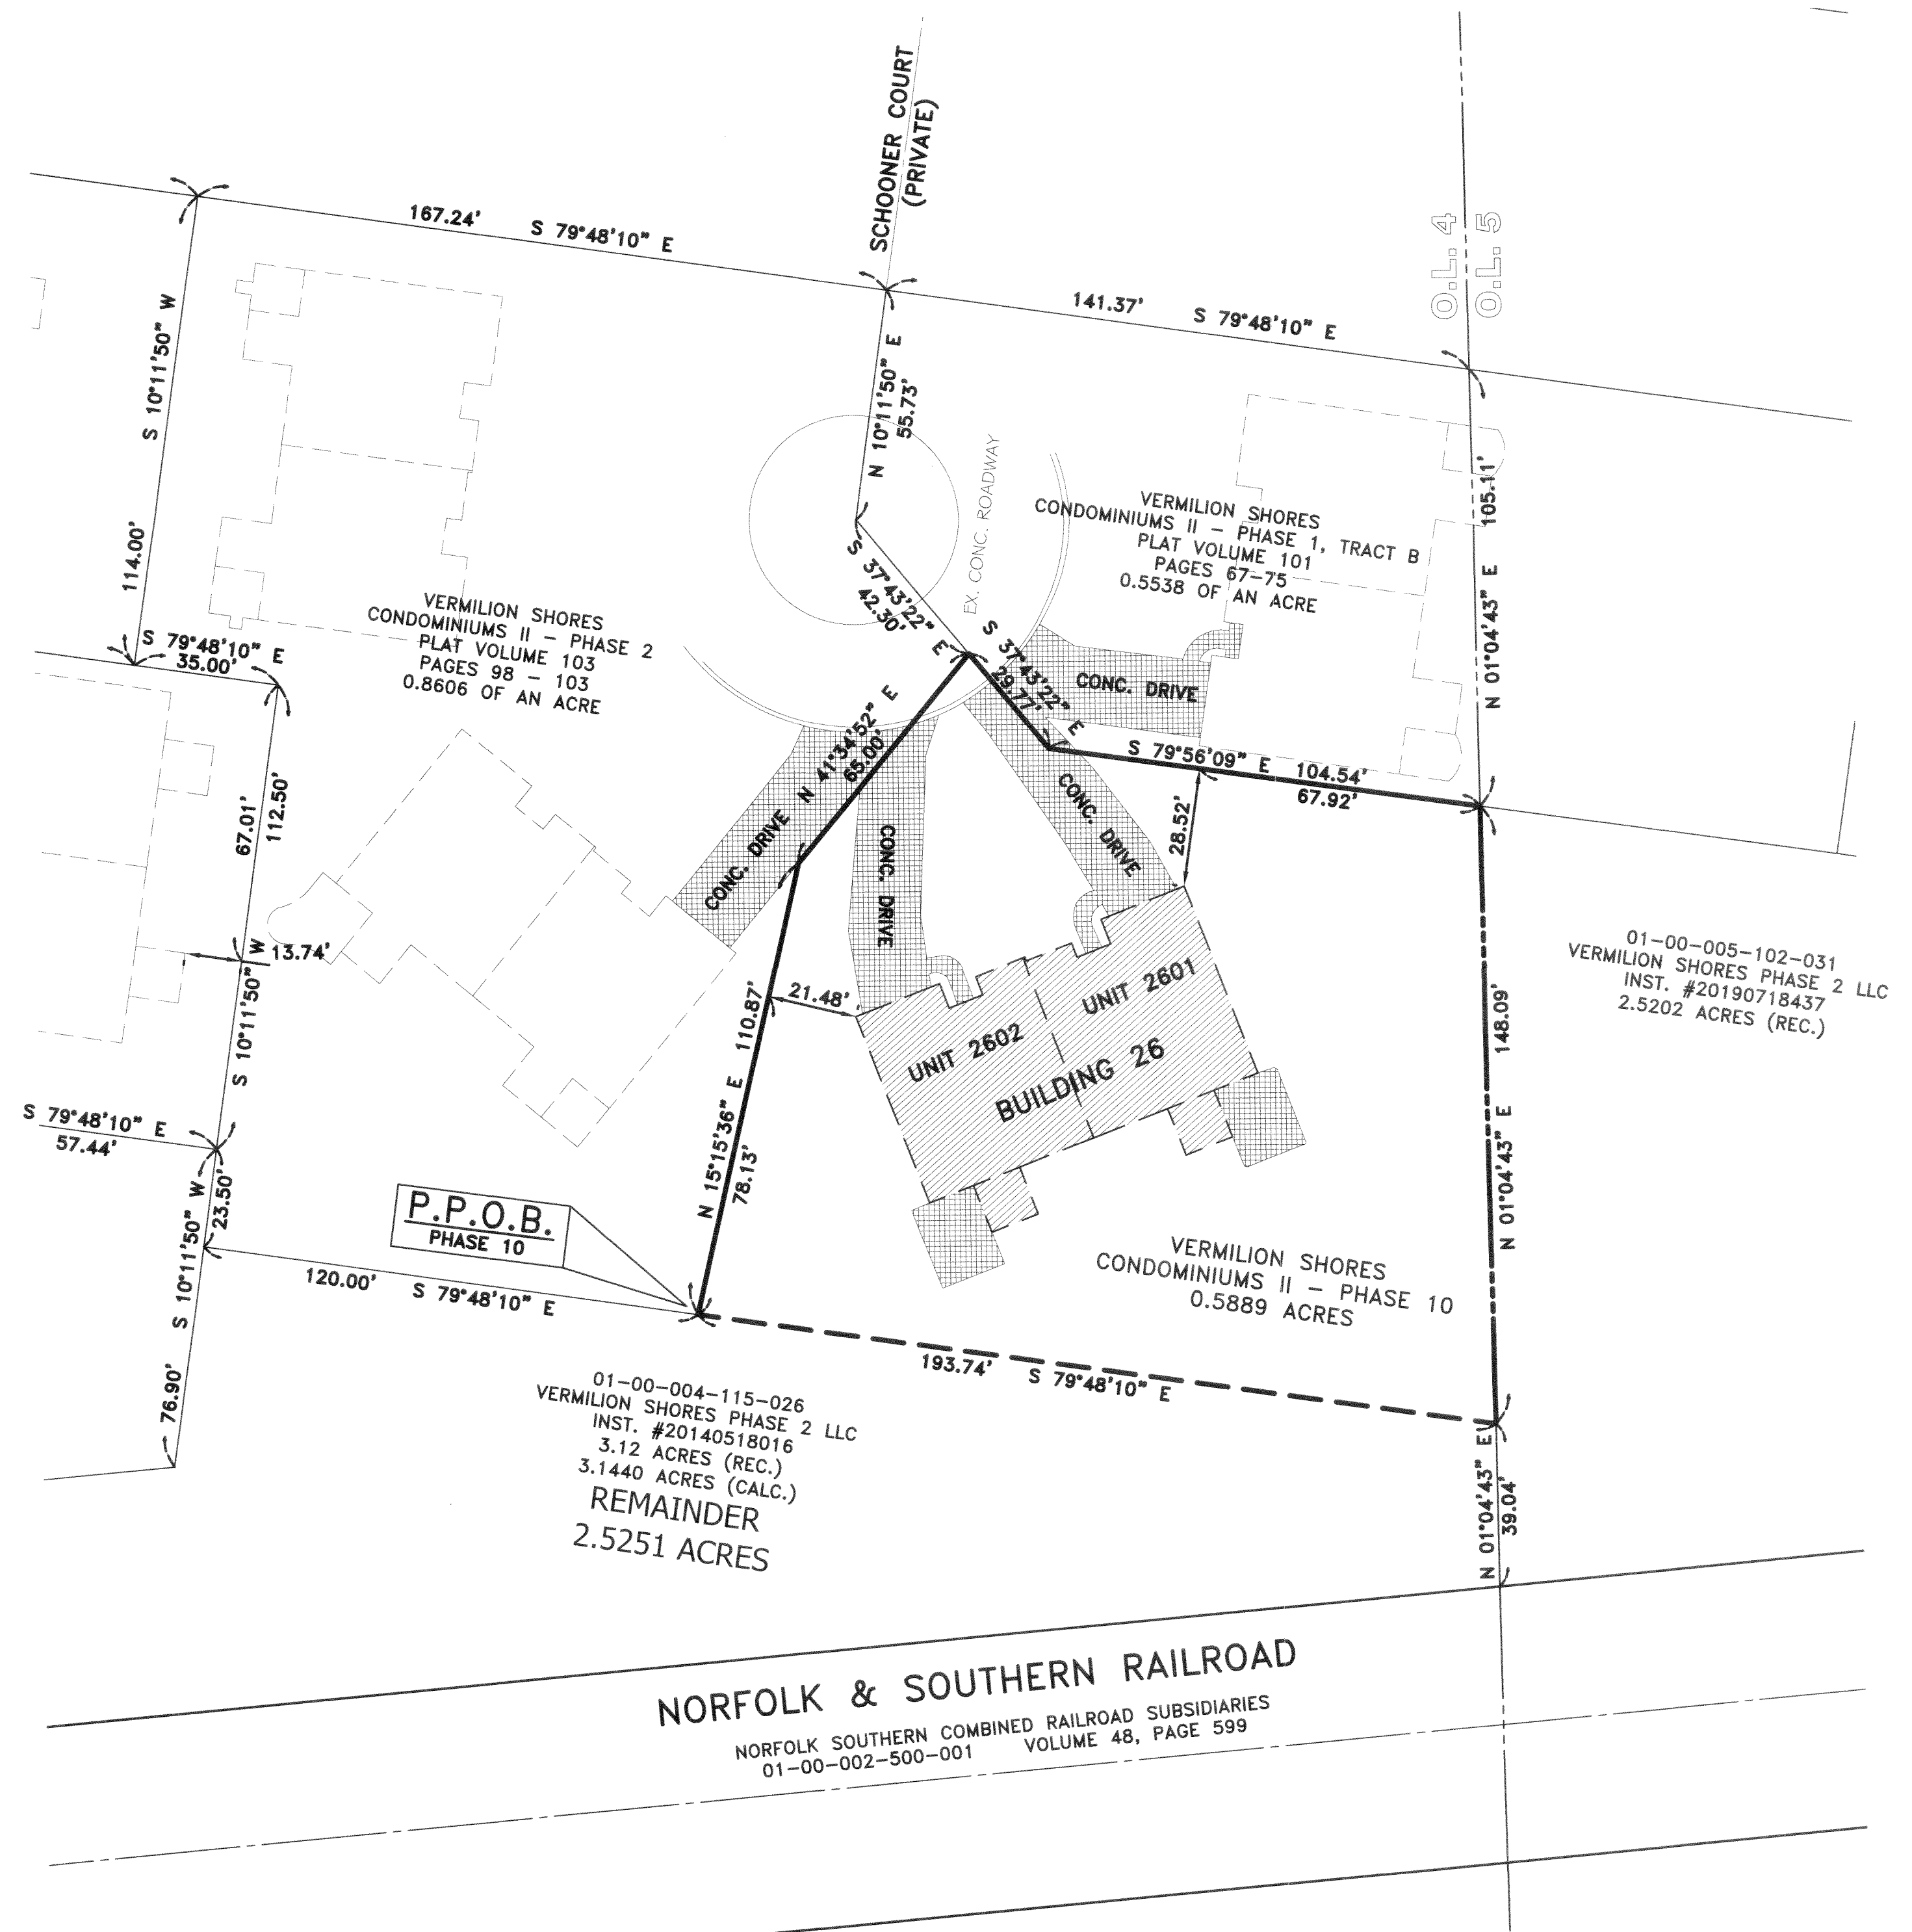 SCHOONER COURT
(PRIVATE)
167.24' S 79°48'10" E
O.L. 4
O.L. 5
141.37' S 79°48'10" E
S 10°11'50" W
114.00'
N 10°11'50" E
55.73'
EX. CONC. ROADWAY
N 01°04'43" E 105.11'
VERMILION SHORES
CONDOMINIUMS II – PHASE 1, TRACT B
PLAT VOLUME 101
PAGES 67–75
0.5538 OF AN ACRE
S 37°43'22" E
42.30'
VERMILION SHORES
CONDOMINIUMS II – PHASE 2
PLAT VOLUME 103
PAGES 98 – 103
0.8606 OF AN ACRE
S 79°48'10" E
35.00'
S 37°43'22" E
29.77'
CONC. DRIVE
N 41°34'52" E
65.00'
S 79°56'09" E 104.54'
67.92'
28.52'
CONC. DRIVE
CONC. DRIVE
CONC. DRIVE
67.01'
112.50'
S 10°11'50" W
13.74'
21.48'
01-00-005-102-031
VERMILION SHORES PHASE 2 LLC
INST. #20190718437
2.5202 ACRES (REC.)
UNIT 2601
UNIT 2602
BUILDING 26
N 15°15'36" E 110.87'
78.13'
148.09'
N 01°04'43" E
S 79°48'10" E
57.44'
S 10°11'50" W
23.50'
P.P.O.B.
PHASE 10
120.00' S 79°48'10" E
VERMILION SHORES
CONDOMINIUMS II – PHASE 10
0.5889 ACRES
193.74' S 79°48'10" E
76.90'
01-00-004-115-026
VERMILION SHORES PHASE 2 LLC
INST. #20140518016
3.12 ACRES (REC.)
3.1440 ACRES (CALC.)
REMAINDER
2.5251 ACRES
N 01°04'43" E
39.04'
NORFOLK & SOUTHERN RAILROAD
NORFOLK SOUTHERN COMBINED RAILROAD SUBSIDIARIES
01-00-002-500-001 VOLUME 48, PAGE 599